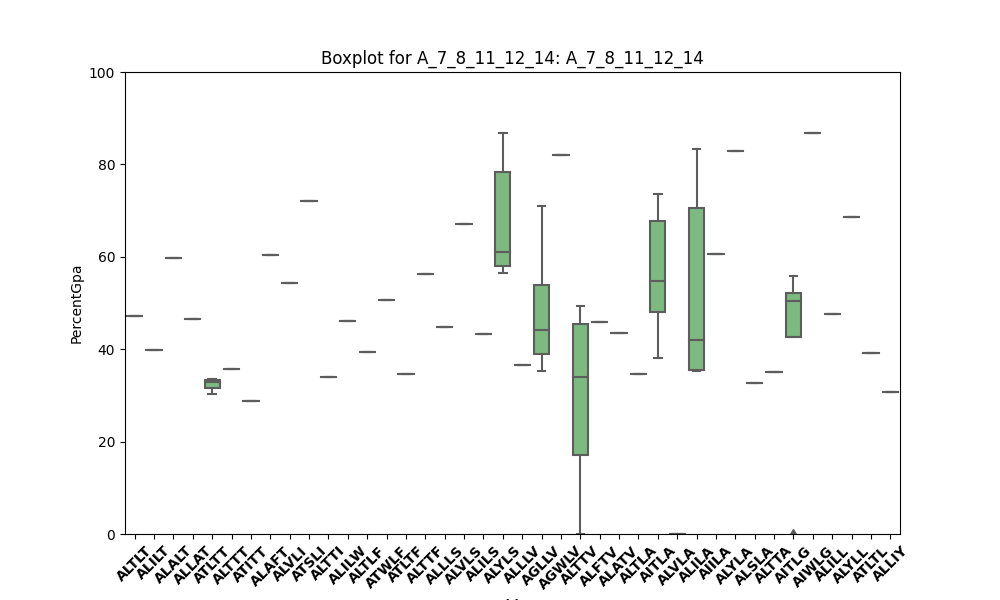 Boxplot for A_7_8_11_12_14: A_7_8_11_12_14
PercentGpa
100
80
60
40
20
0
ALTILT
ALILT
ALALT
ALLAT
ATLTT
ALTTT
ATITT
ALAFT
ALVLI
ATSLI
ALTTI
ALILW
ALTLF
ATWLF
ATLTF
ALTTF
ALLLS
ALVLS
ALILS
ALYLS
ALLLV
AGLLV
AGWLV
ALTTV
ALFTV
ALATV
ALTLA
AITLA
ALVLA
ALILA
AIILA
ALYLA
ALSLA
ALTTA
AITLG
AIWLG
ALILL
ALYLL
ATLTL
ALLIY